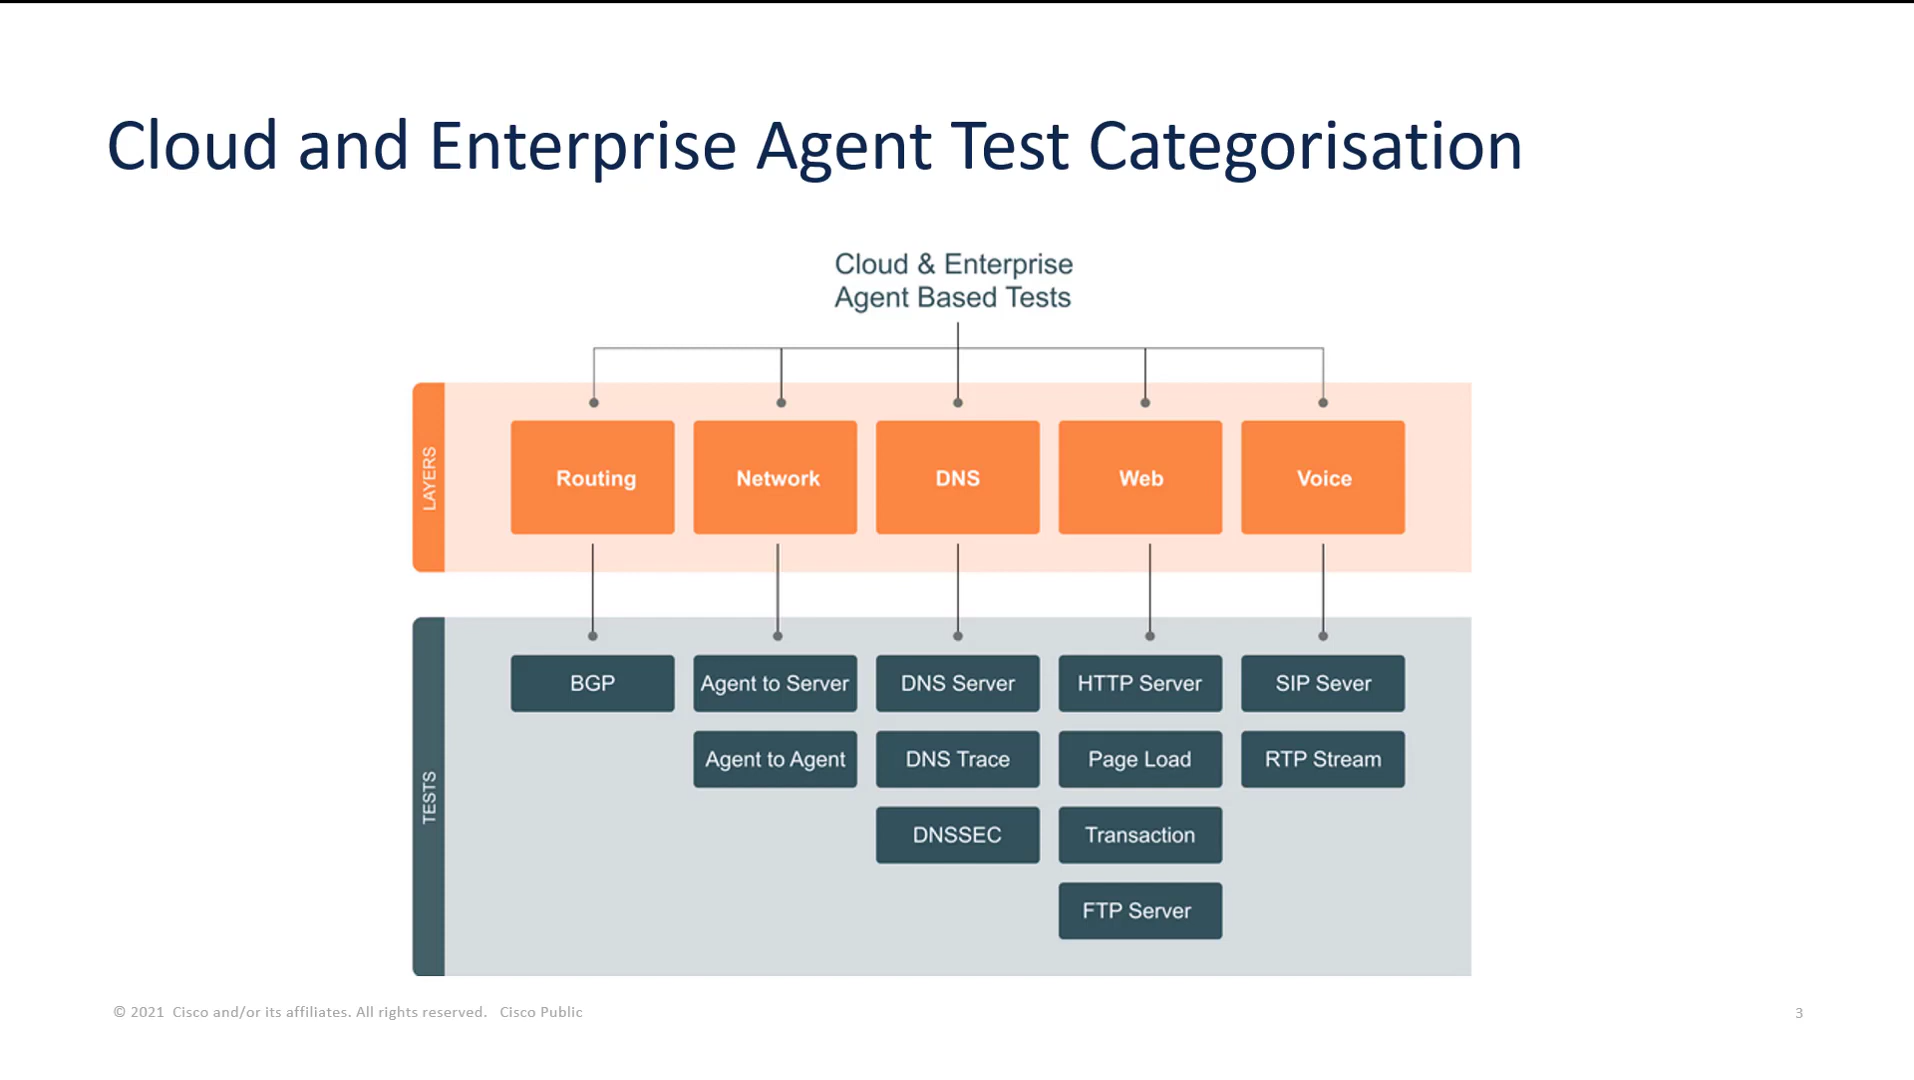 Cloud and Enterprise Agent Test Categorisation
Cloud & Enterprise
Agent Based Tests
LAYERS
Routing
Network
DNS
Web
Voice
TESTS
BGP
Agent to Server
DNS Server
HTTP Server
SIP Sever
Agent to Agent
DNS Trace
Page Load
RTP Stream
DNSSEC
Transaction
FTP Server
© 2021 Cisco and/or its affiliates. All rights reserved. Cisco Public
3